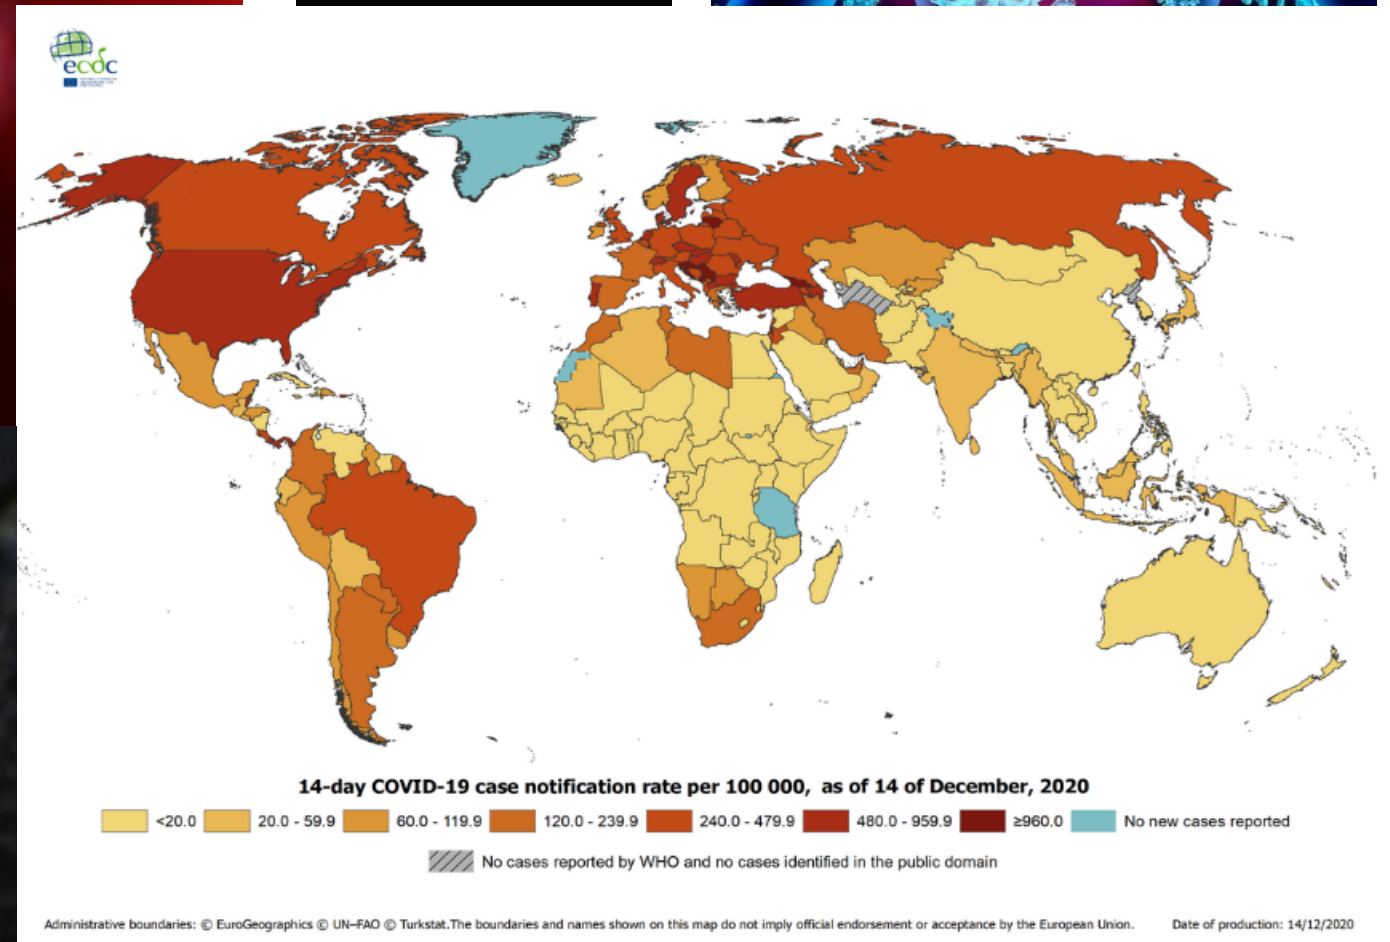 ecdc
14-day COVID-19 case notification rate per 100 000, as of 14 of December, 2020
<20.0 20.0 - 59.9 60.0 - 119.9 120.0 - 239.9 240.0 - 479.9 480.0 - 959.9 ≥960.0 No new cases reported
No cases reported by WHO and no cases identified in the public domain
Administrative boundaries: © EuroGeographics © UN–FAO © Turkstat.The boundaries and names shown on this map do not imply official endorsement or acceptance by the European Union. Date of production: 14/12/2020